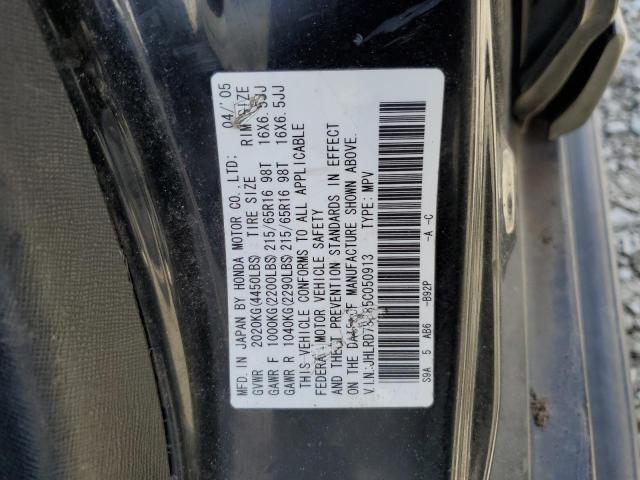 MFD. IN JAPAN BY HONDA MOTOR CO., LTD: 04/'05
GVWR 2020KG(4450LBS) TIRE SIZE RIM SIZE
GAWR F 1000KG(2200LBS) 215/65R16 98T 16X6.5JJ
GAWR R 1040KG(2290LBS) 215/65R16 98T 16X6.5JJ
THIS VEHICLE CONFORMS TO ALL APPLICABLE
FEDERAL MOTOR VEHICLE SAFETY
AND THEFT PREVENTION STANDARDS IN EFFECT
ON THE DATE OF MANUFACTURE SHOWN ABOVE.
V.I.N: TYPE: MPV
S9A 5 AB6 -B92P -A -C